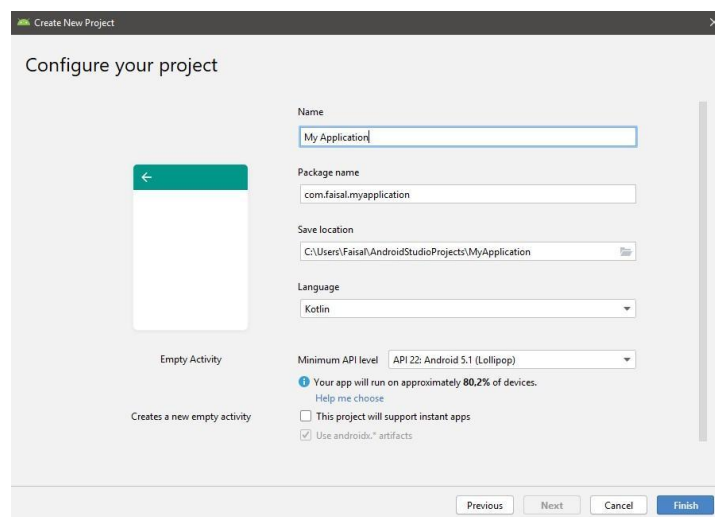 Create New Project
Configure your project
Name
My Application
Package name
com.faisal.myapplication
Save location
C:\Users\Faisal\AndroidStudioProjects\MyApplication
Language
Kotlin
Empty Activity
Minimum API level API 22: Android 5.1 (Lollipop)
Your app will run on approximately 80,2% of devices.
Help me choose
Creates a new empty activity
This project will support instant apps
Use androidx.* artifacts
Previous Next Cancel Finish